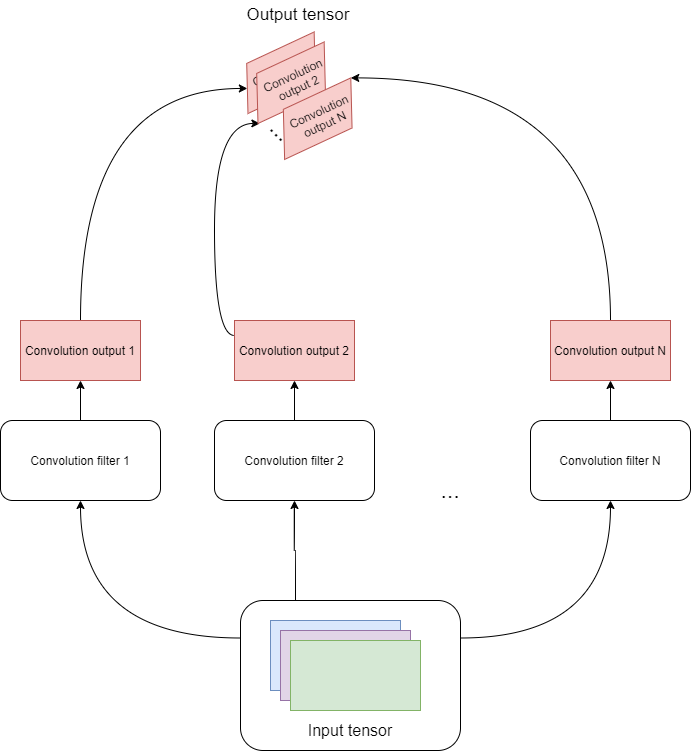 Output tensor
Convolution
output 2
Convolution
output N
...
Convolution output 1
Convolution output 2
Convolution output N
Convolution filter 1
Convolution filter 2
Convolution filter N
...
Input tensor